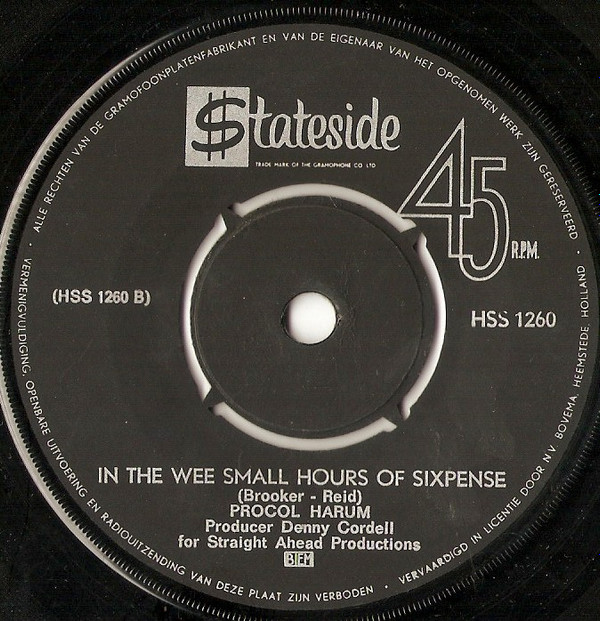 ALLE RECHTEN VAN DE GRAMOFOONPLATENFABRIKANT EN VAN DE EIGENAAR VAN HET OPGENOMEN WERK ZIJN GERESERVEERD ·
$tateside
TRADE MARK OF THE GRAMOPHONE CO LTD
45
R.P.M.
(HSS 1260 B)
HSS 1260
IN THE WEE SMALL HOURS OF SIXPENSE
(Brooker - Reid)
PROCOL HARUM
Producer Denny Cordell
for Straight Ahead Productions
BIEM
· VERMENIGVULDIGING, OPENBARE UITVOERING EN RADIOUITZENDING VAN DEZE PLAAT ZIJN VERBODEN ·
VERVAARDIGD IN LICENTIE DOOR N.V. BOVEMA, HEEMSTEDE, HOLLAND